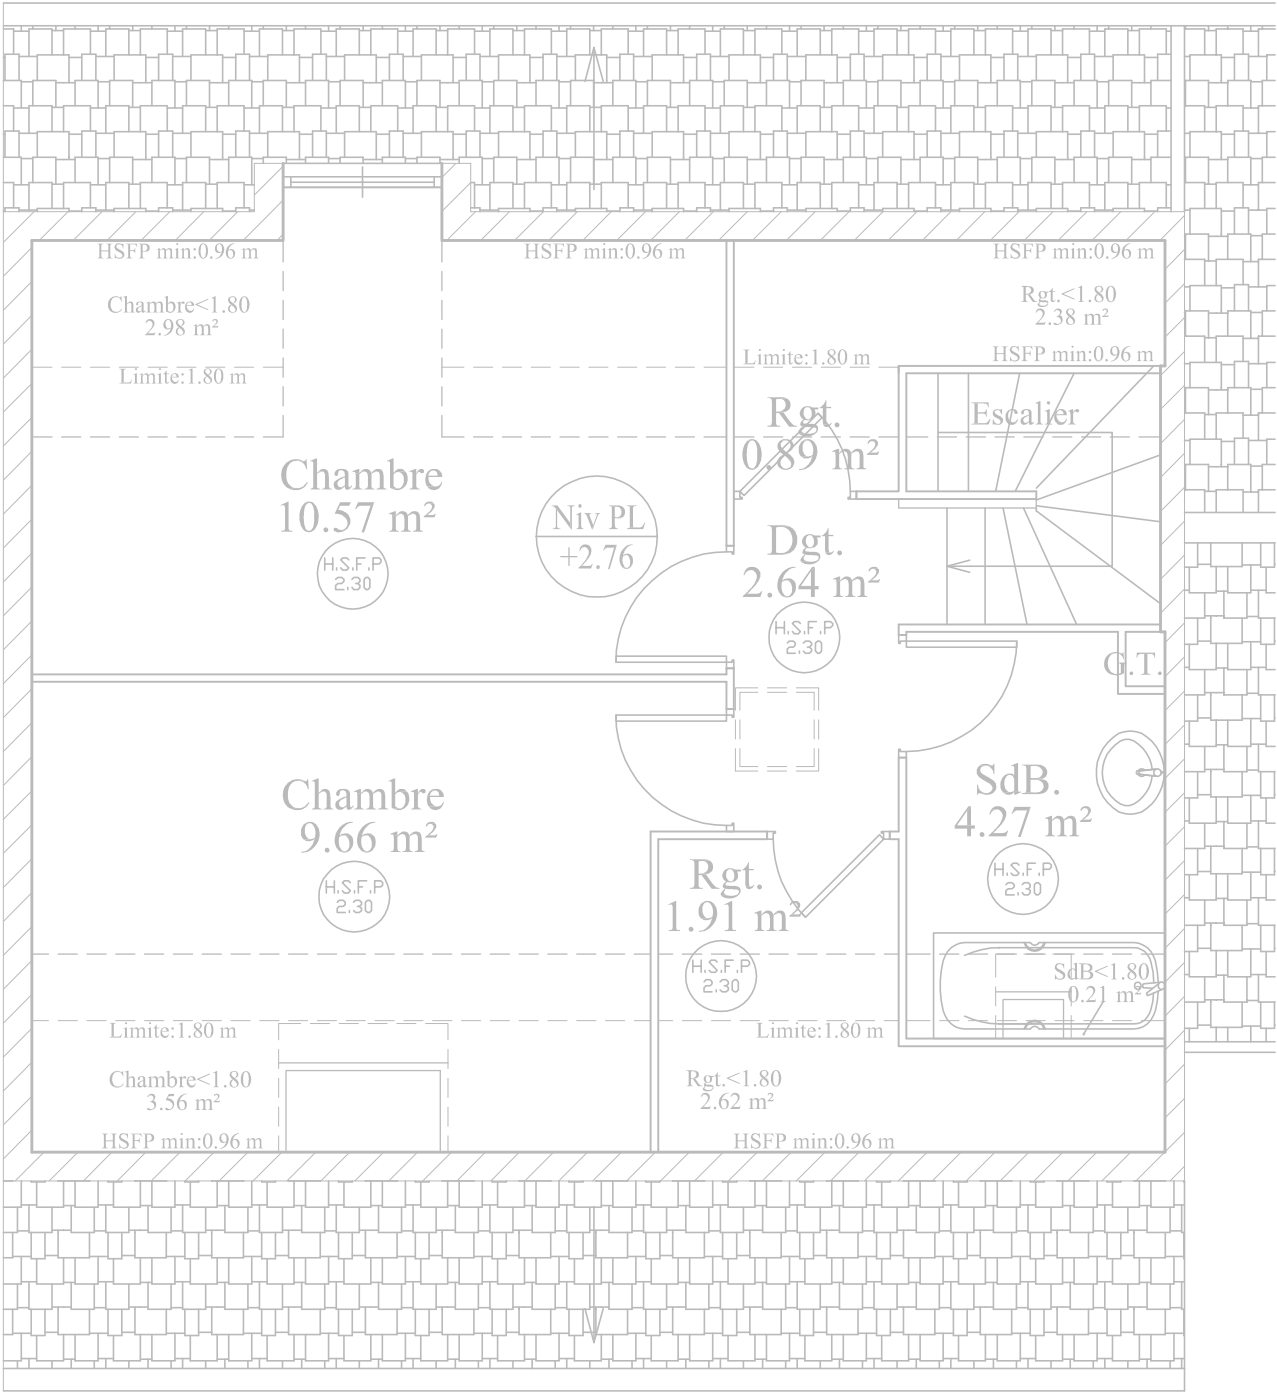 HSFP min:0.96 m
HSFP min:0.96 m
HSFP min:0.96 m
Chambre<1.80
2.98 m²
Rgt.<1.80
2.38 m²
Limite:1.80 m
Limite:1.80 m
HSFP min:0.96 m
Rgt.
0.89 m²
Escalier
Chambre
10.57 m²
H.S.F.P
2.30
Niv PL
+2.76
Dgt.
2.64 m²
H.S.F.P
2.30
G.T.
Chambre
9.66 m²
H.S.F.P
2.30
SdB.
4.27 m²
H.S.F.P
2.30
Rgt.
1.91 m²
H.S.F.P
2.30
SdB<1.80
0.21 m²
Limite:1.80 m
Limite:1.80 m
Chambre<1.80
3.56 m²
Rgt.<1.80
2.62 m²
HSFP min:0.96 m
HSFP min:0.96 m